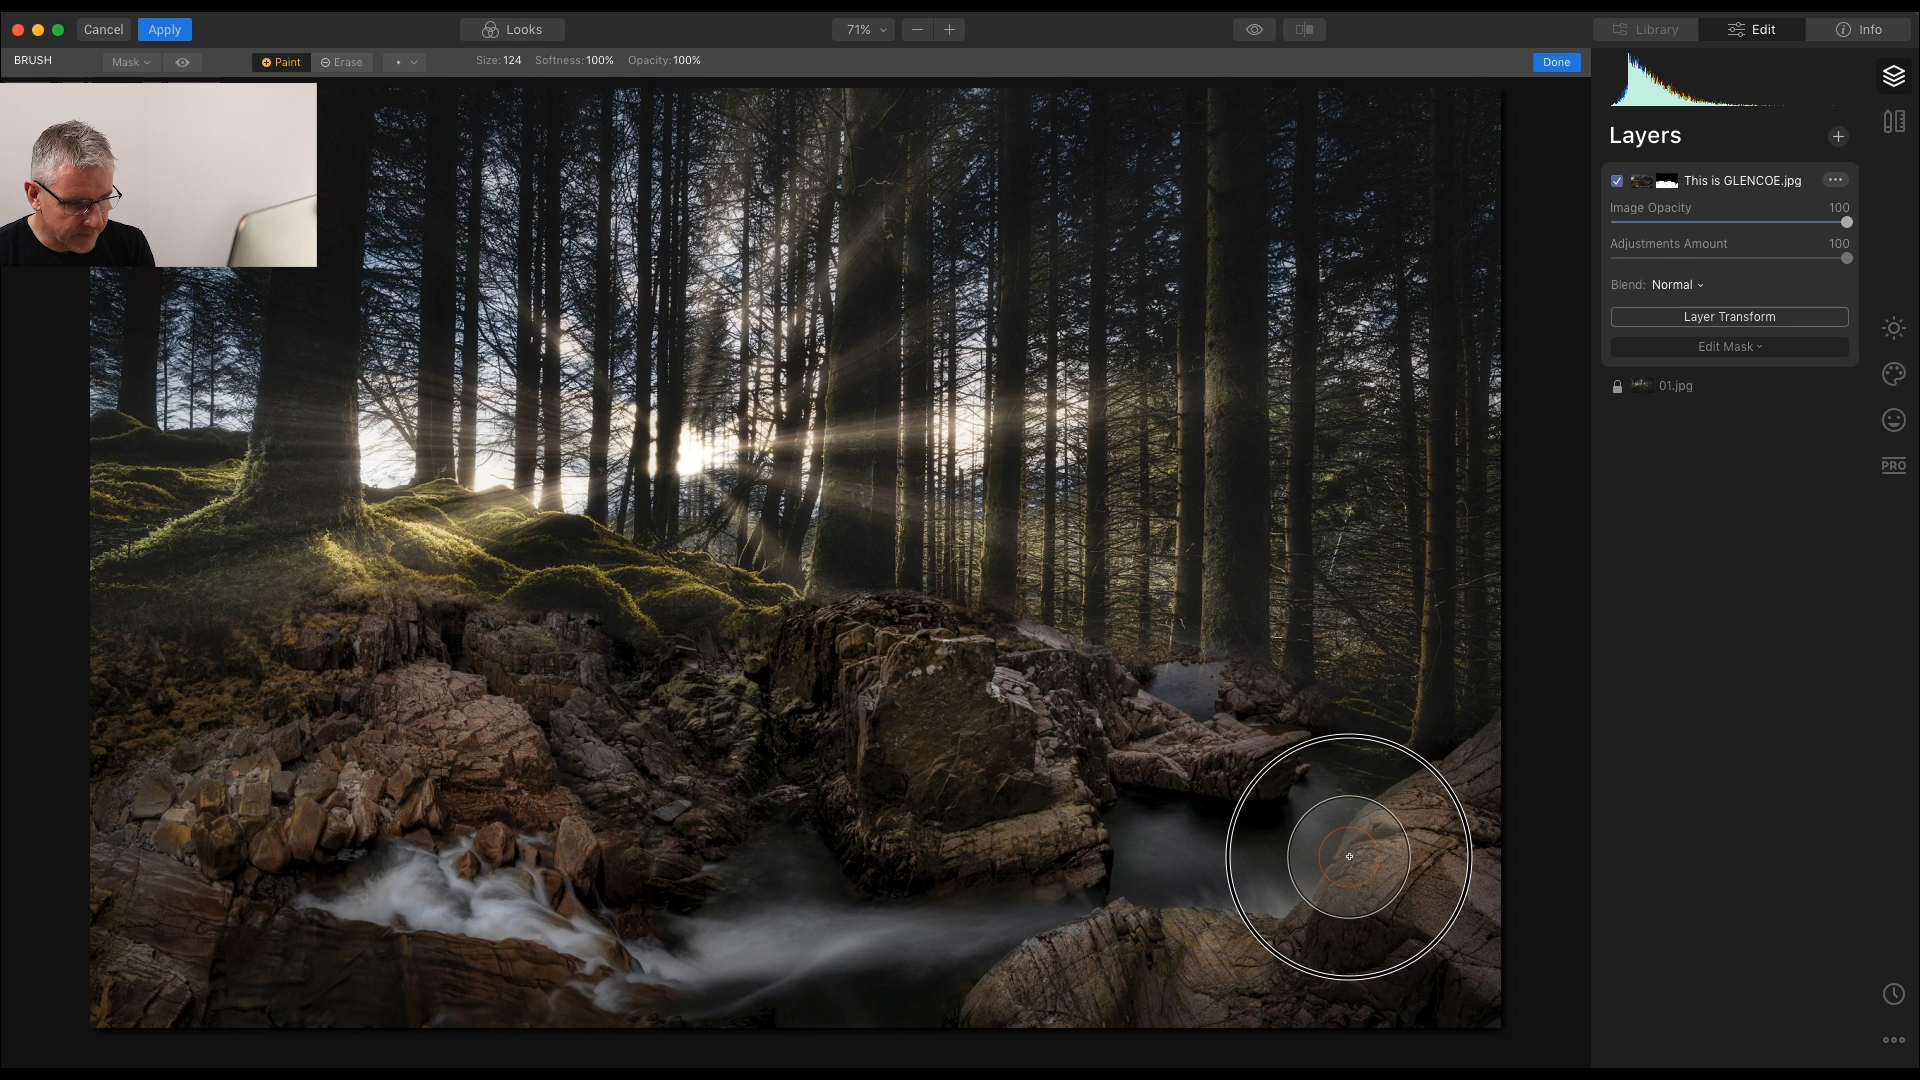 Cancel Apply Looks 71% Library Edit Info
BRUSH Mask Paint Erase Size: 124 Softness: 100% Opacity: 100% Done
Layers
This is GLENCOE.jpg
Image Opacity 100
Adjustments Amount 100
Blend: Normal
Layer Transform
Edit Mask
01.jpg
PRO